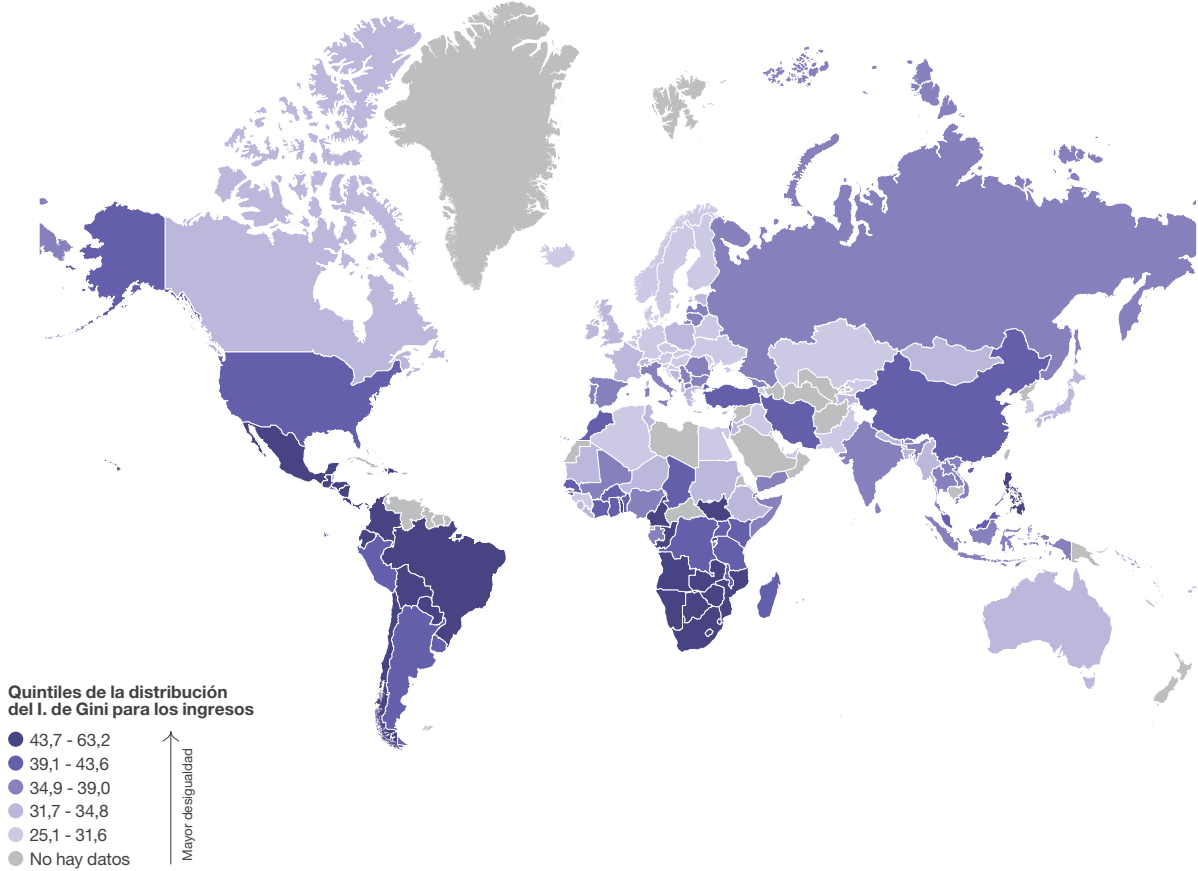 Quintiles de la distribución
del I. de Gini para los ingresos
43,7 - 63,2
39,1 - 43,6
34,9 - 39,0
31,7 - 34,8
25,1 - 31,6
No hay datos
Mayor desigualdad